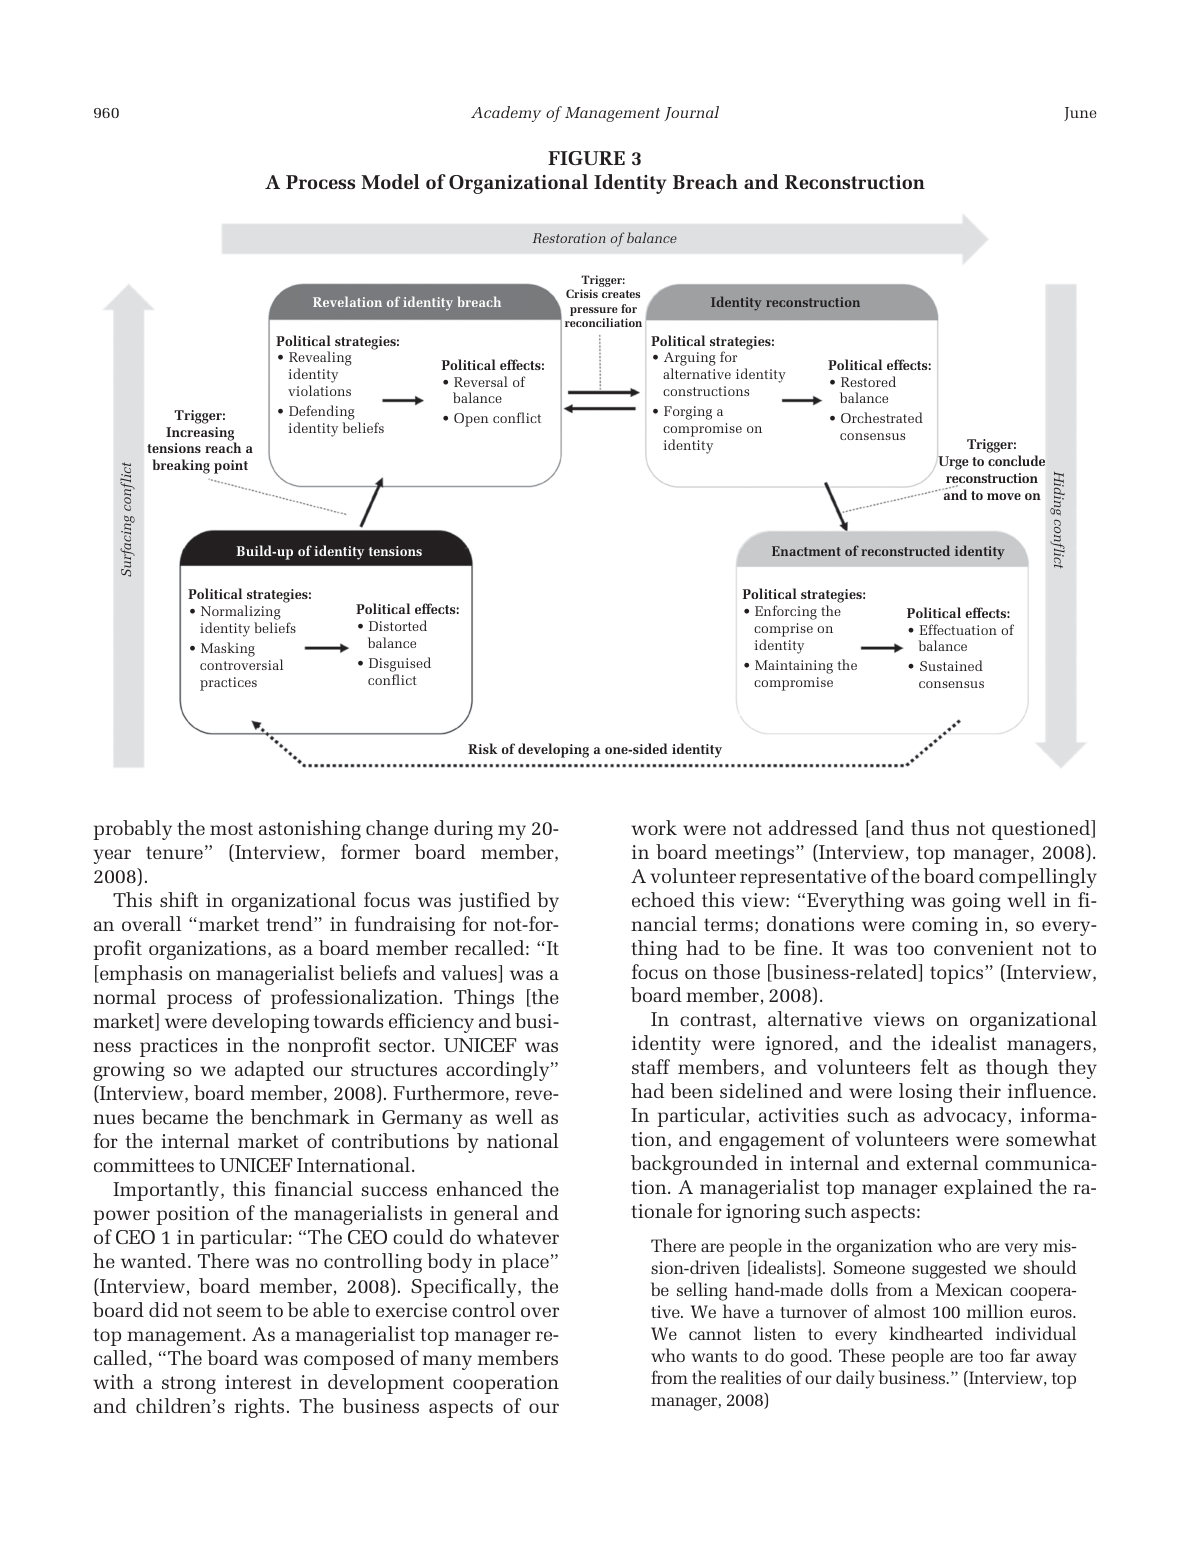 960
Academy of Management Journal
June
FIGURE 3
A Process Model of Organizational Identity Breach and Reconstruction
Restoration of balance
Surfacing conflict
Revelation of identity breach
Political strategies:
• Revealing
identity
violations
• Defending
identity beliefs
Political effects:
• Reversal of
balance
• Open conflict
Trigger:
Crisis creates
pressure for
reconciliation
Identity reconstruction
Political strategies:
• Arguing for
alternative identity
constructions
• Forging a
compromise on
identity
Political effects:
• Restored
balance
• Orchestrated
consensus
Trigger:
Increasing
tensions reach a
breaking point
Trigger:
Urge to conclude
reconstruction
and to move on
Hiding conflict
Build-up of identity tensions
Political strategies:
• Normalizing
identity beliefs
• Masking
controversial
practices
Political effects:
• Distorted
balance
• Disguised
conflict
Enactment of reconstructed identity
Political strategies:
• Enforcing the
comprise on
identity
• Maintaining the
compromise
Political effects:
• Effectuation of
balance
• Sustained
consensus
Risk of developing a one-sided identity
probably the most astonishing change during my 20-
year tenure” (Interview, former board member,
2008).
This shift in organizational focus was justified by
an overall “market trend” in fundraising for not-for-
profit organizations, as a board member recalled: “It
[emphasis on managerialist beliefs and values] was a
normal process of professionalization. Things [the
market] were developing towards efficiency and busi-
ness practices in the nonprofit sector. UNICEF was
growing so we adapted our structures accordingly”
(Interview, board member, 2008). Furthermore, reve-
nues became the benchmark in Germany as well as
for the internal market of contributions by national
committees to UNICEF International.
Importantly, this financial success enhanced the
power position of the managerialists in general and
of CEO 1 in particular: “The CEO could do whatever
he wanted. There was no controlling body in place”
(Interview, board member, 2008). Specifically, the
board did not seem to be able to exercise control over
top management. As a managerialist top manager re-
called, “The board was composed of many members
with a strong interest in development cooperation
and children’s rights. The business aspects of our
work were not addressed [and thus not questioned]
in board meetings” (Interview, top manager, 2008).
A volunteer representative of the board compellingly
echoed this view: “Everything was going well in fi-
nancial terms; donations were coming in, so every-
thing had to be fine. It was too convenient not to
focus on those [business-related] topics” (Interview,
board member, 2008).
In contrast, alternative views on organizational
identity were ignored, and the idealist managers,
staff members, and volunteers felt as though they
had been sidelined and were losing their influence.
In particular, activities such as advocacy, informa-
tion, and engagement of volunteers were somewhat
backgrounded in internal and external communica-
tion. A managerialist top manager explained the ra-
tionale for ignoring such aspects:
There are people in the organization who are very mis-
sion-driven [idealists]. Someone suggested we should
be selling hand-made dolls from a Mexican coopera-
tive. We have a turnover of almost 100 million euros.
We cannot listen to every kindhearted individual
who wants to do good. These people are too far away
from the realities of our daily business.” (Interview, top
manager, 2008)